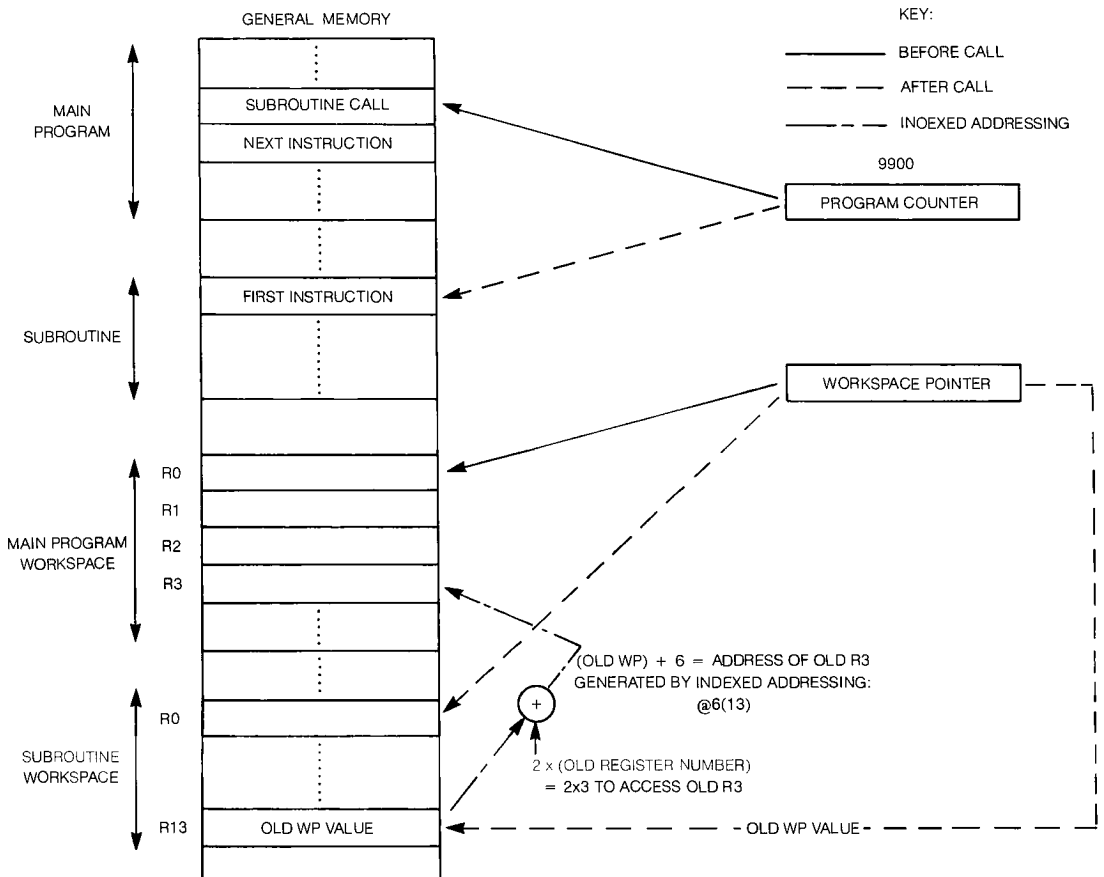 GENERAL MEMORY
KEY:
BEFORE CALL
AFTER CALL
INOEXED ADDRESSING
MAIN
PROGRAM
SUBROUTINE CALL
NEXT INSTRUCTION
9900
PROGRAM COUNTER
SUBROUTINE
FIRST INSTRUCTION
WORKSPACE POINTER
MAIN PROGRAM
WORKSPACE
R0
R1
R2
R3
(OLD WP) + 6 = ADDRESS OF OLD R3
GENERATED BY INDEXED ADDRESSING:
@6(13)
+
2 x (OLD REGISTER NUMBER)
= 2x3 TO ACCESS OLD R3
SUBROUTINE
WORKSPACE
R0
R13
OLD WP VALUE
OLD WP VALUE